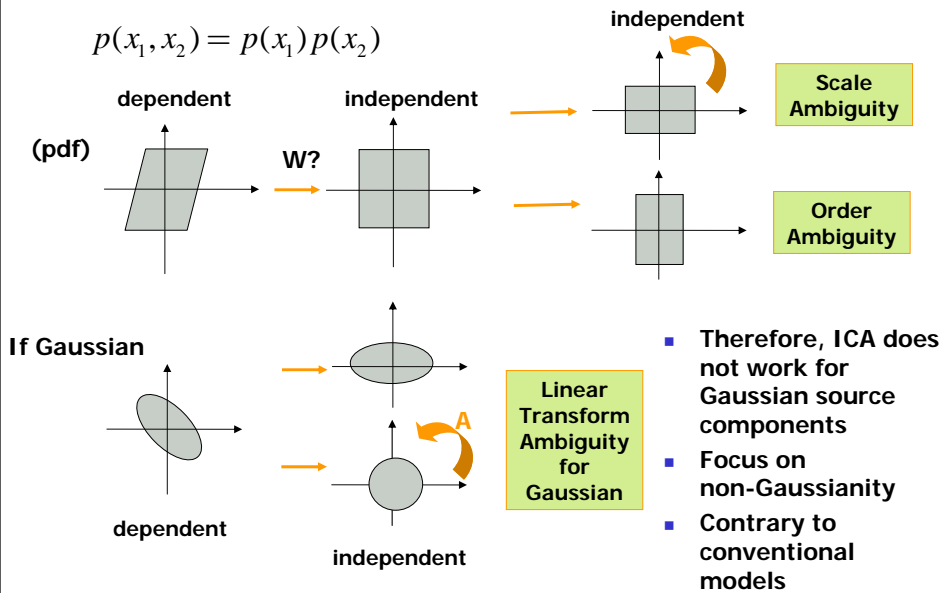 p(x₁, x₂) = p(x₁)p(x₂)
dependent
(pdf)
W?
independent
independent
Scale
Ambiguity
Order
Ambiguity
If Gaussian
dependent
A
independent
Linear
Transform
Ambiguity
for
Gaussian
▪ Therefore, ICA does
not work for
Gaussian source
components
▪ Focus on
non-Gaussianity
▪ Contrary to
conventional
models